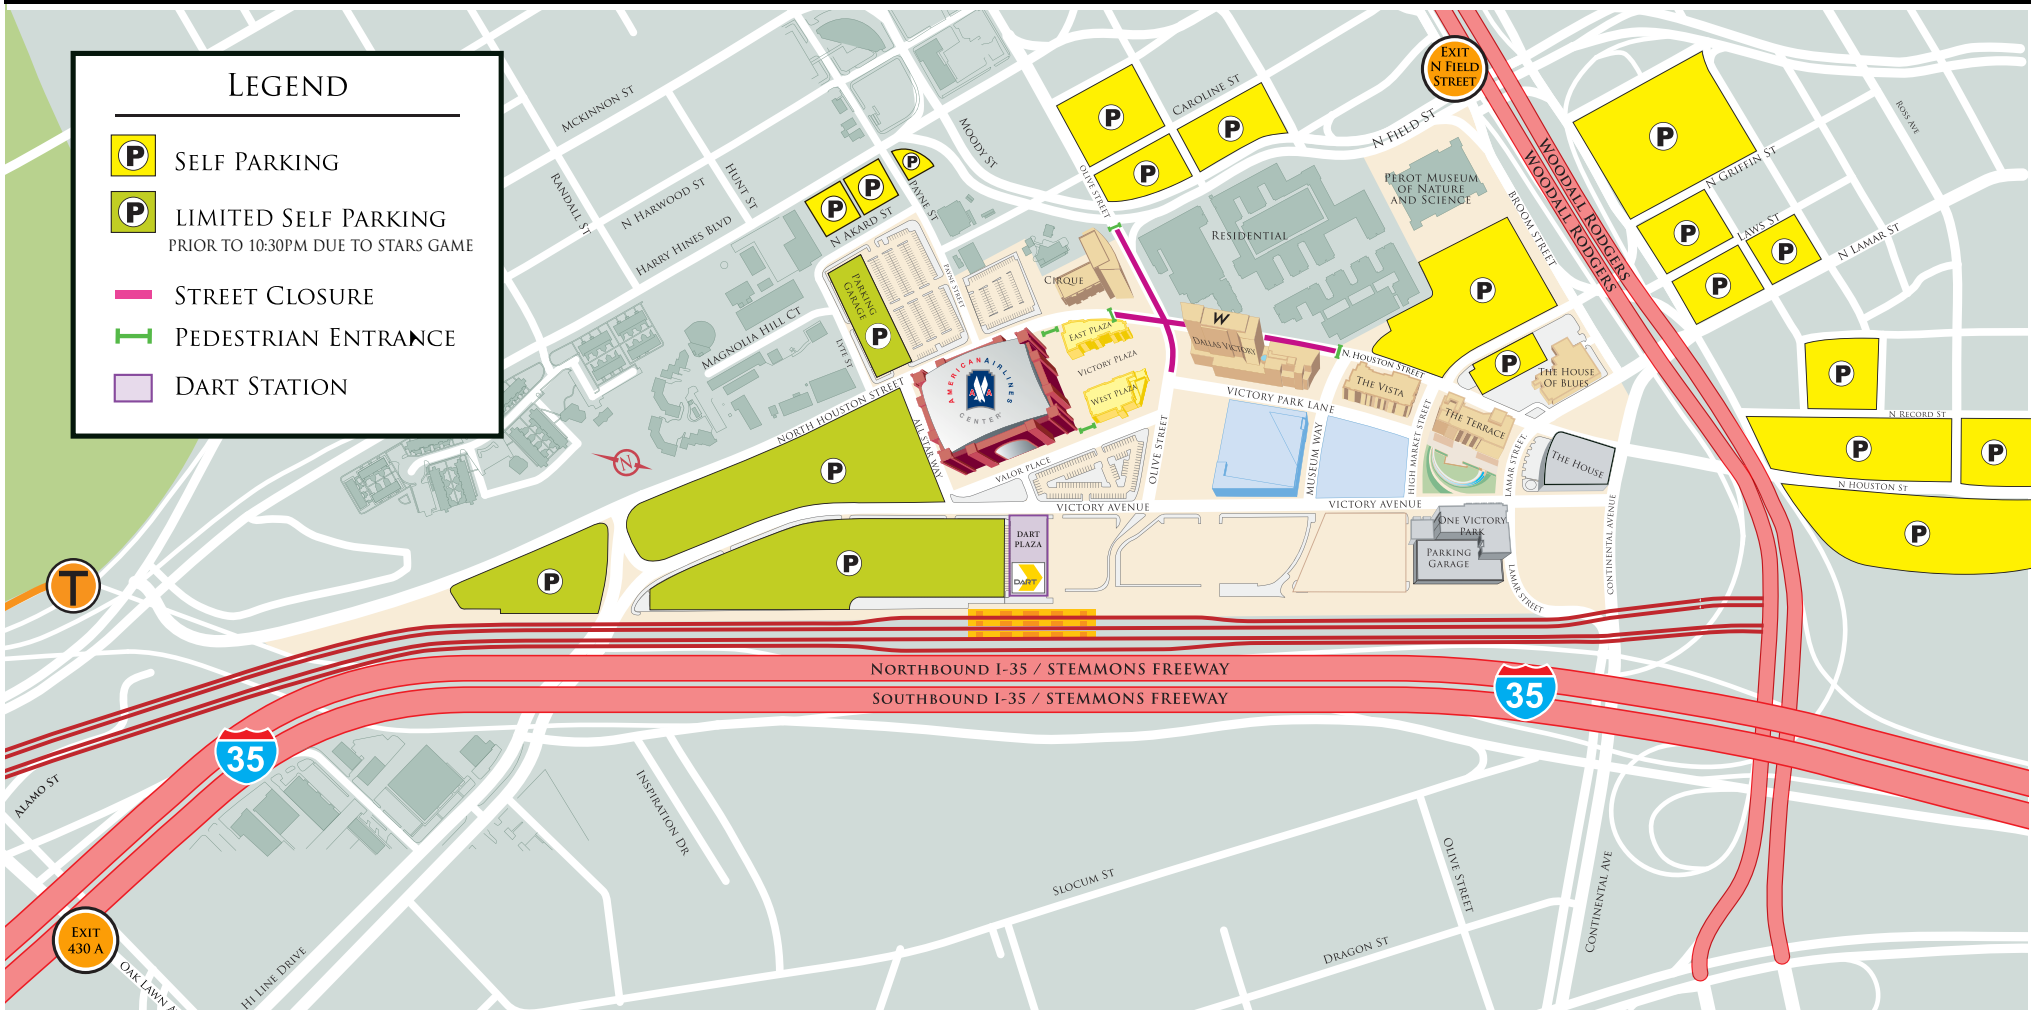 LEGEND
P SELF PARKING
P LIMITED SELF PARKING
PRIOR TO 10:30PM DUE TO STARS GAME
STREET CLOSURE
PEDESTRIAN ENTRANCE
DART STATION
EXIT
N FIELD
STREET
MCKINNON ST
RANDALL ST
N HARWOOD ST
HUNT ST
HARRY HINES BLVD
MAGNOLIA HILL CT
LYTE ST
MOODY ST
PAYNE ST
N AKARD ST
PAYNE STREET
P
P
P
PARKING
GARAGE
P
OLIVE STREET
CAROLINE ST
P
P
P
N FIELD ST
PEROT MUSEUM
OF NATURE
AND SCIENCE
BROOM STREET
WOODALL RODGERS
WOODALL RODGERS
ROSS AVE
N GRIFFIN ST
LAWS ST
N LAMAR ST
P
P
P
P
P
RESIDENTIAL
CIRQUE
EAST PLAZA
VICTORY PLAZA
WEST PLAZA
W
DALLAS VICTORY
N. HOUSTON STREET
P
P
THE HOUSE
OF BLUES
THE VISTA
THE TERRACE
THE HOUSE
VICTORY PARK LANE
MUSEUM WAY
HIGH MARKET STREET
LAMAR STREET
CONTINENTAL AVENUE
OLIVE STREET
AMERICAN AIRLINES
CENTER
AA
NORTH HOUSTON STREET
ALL STAR WAY
VALOR PLACE
VICTORY AVENUE
VICTORY AVENUE
N
P
P
P
DART
PLAZA
DART
ONE VICTORY
PARK
PARKING
GARAGE
LAMAR STREET
P
N RECORD ST
P
P
N HOUSTON ST
P
T
NORTHBOUND I-35 / STEMMONS FREEWAY
SOUTHBOUND I-35 / STEMMONS FREEWAY
35
35
ALAMO ST
EXIT
430 A
OAK LAWN A
HI LINE DRIVE
INSPIRATION DR
SLOCUM ST
DRAGON ST
OLIVE STREET
CONTINENTAL AVE